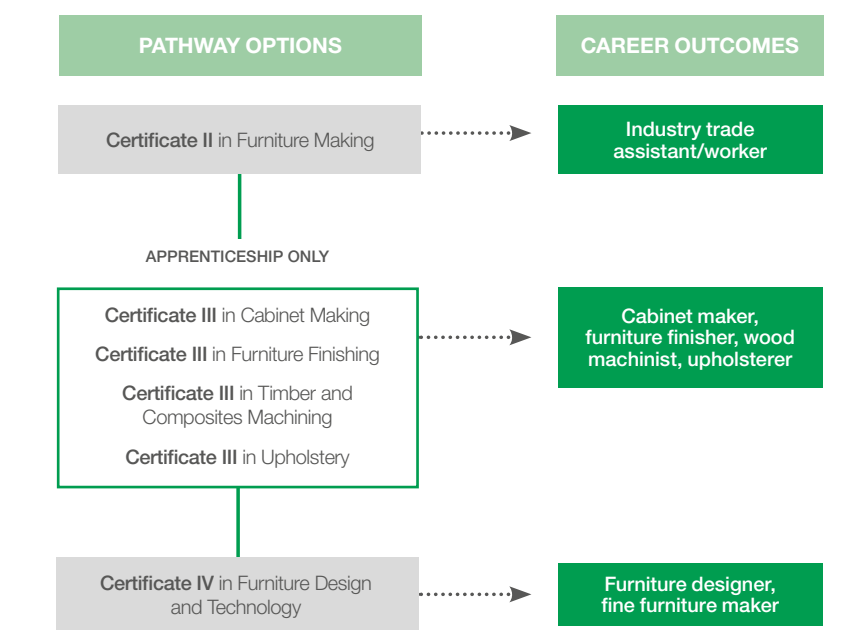 PATHWAY OPTIONS
CAREER OUTCOMES
Certificate II in Furniture Making
Industry trade
assistant/worker
APPRENTICESHIP ONLY
Certificate III in Cabinet Making
Certificate III in Furniture Finishing
Certificate III in Timber and
Composites Machining
Certificate III in Upholstery
Cabinet maker,
furniture finisher, wood
machinist, upholsterer
Certificate IV in Furniture Design
and Technology
Furniture designer,
fine furniture maker